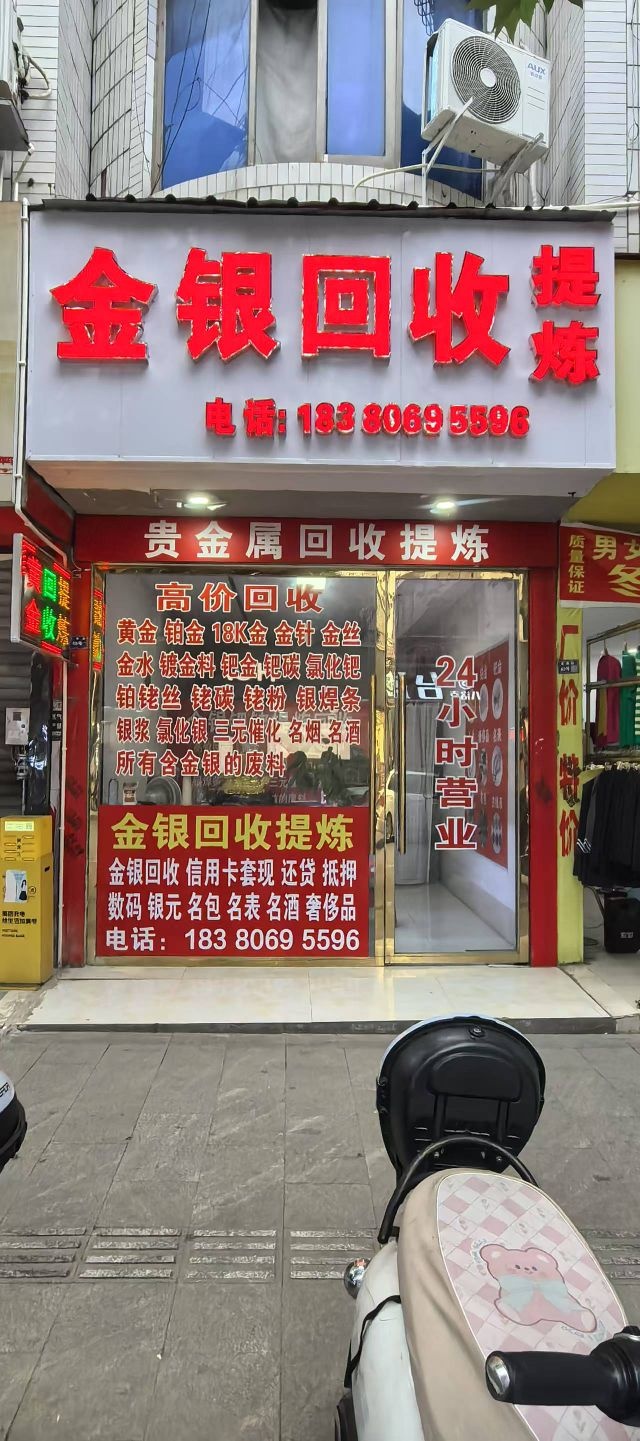 AUX
金银回收提炼
电话: 183 8069 5596
贵金属回收提炼
高价回收
黄金 铂金 18K金 金针 金丝
金水 镀金料 钯金 钯碳 氯化钯
铂铑丝 铑碳 铑粉 银焊条
银浆 氯化银 三元催化 名烟 名酒
所有含金银的废料
24小时营业
金银回收提炼
金银回收 信用卡套现 还贷 抵押
数码 银元 名包 名表 名酒 奢侈品
电话：183 8069 5596
黄金
回收
提炼
质量保证
男女
冬
厂价 特价